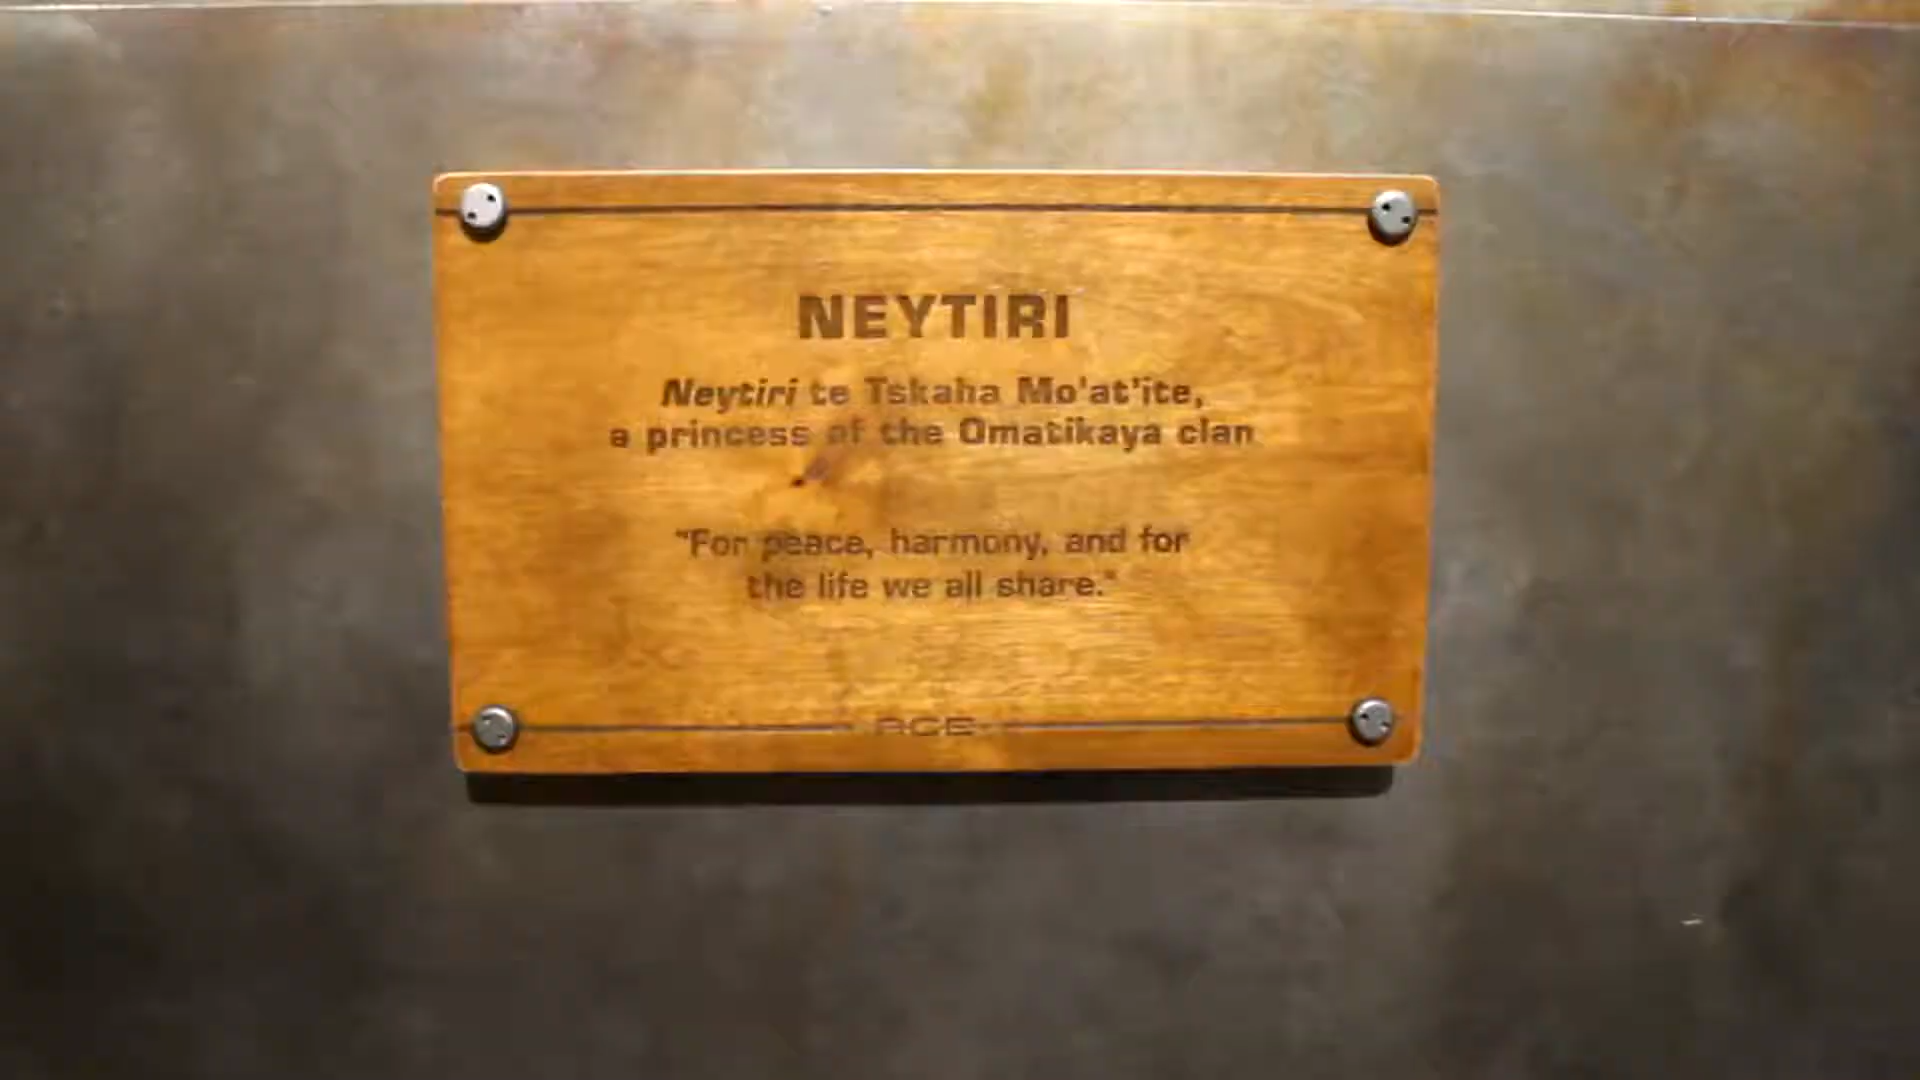 NEYTIRI
Neytiri te Tskaha Mo'at'ite,
a princess of the Omatikaya clan
"For peace, harmony, and for
the life we all share."
ACE